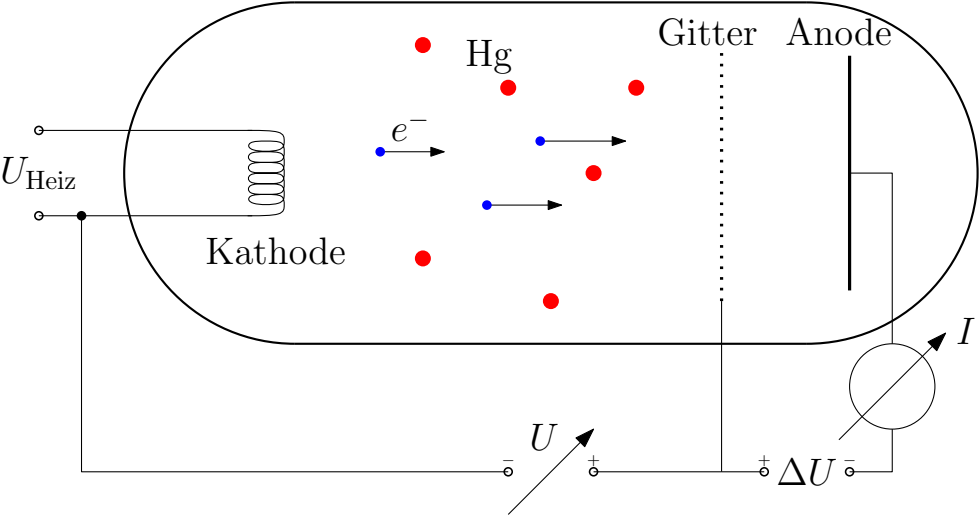 Gitter Anode
Hg
e⁻
U_Heiz
Kathode
I
U
− + + ΔU −